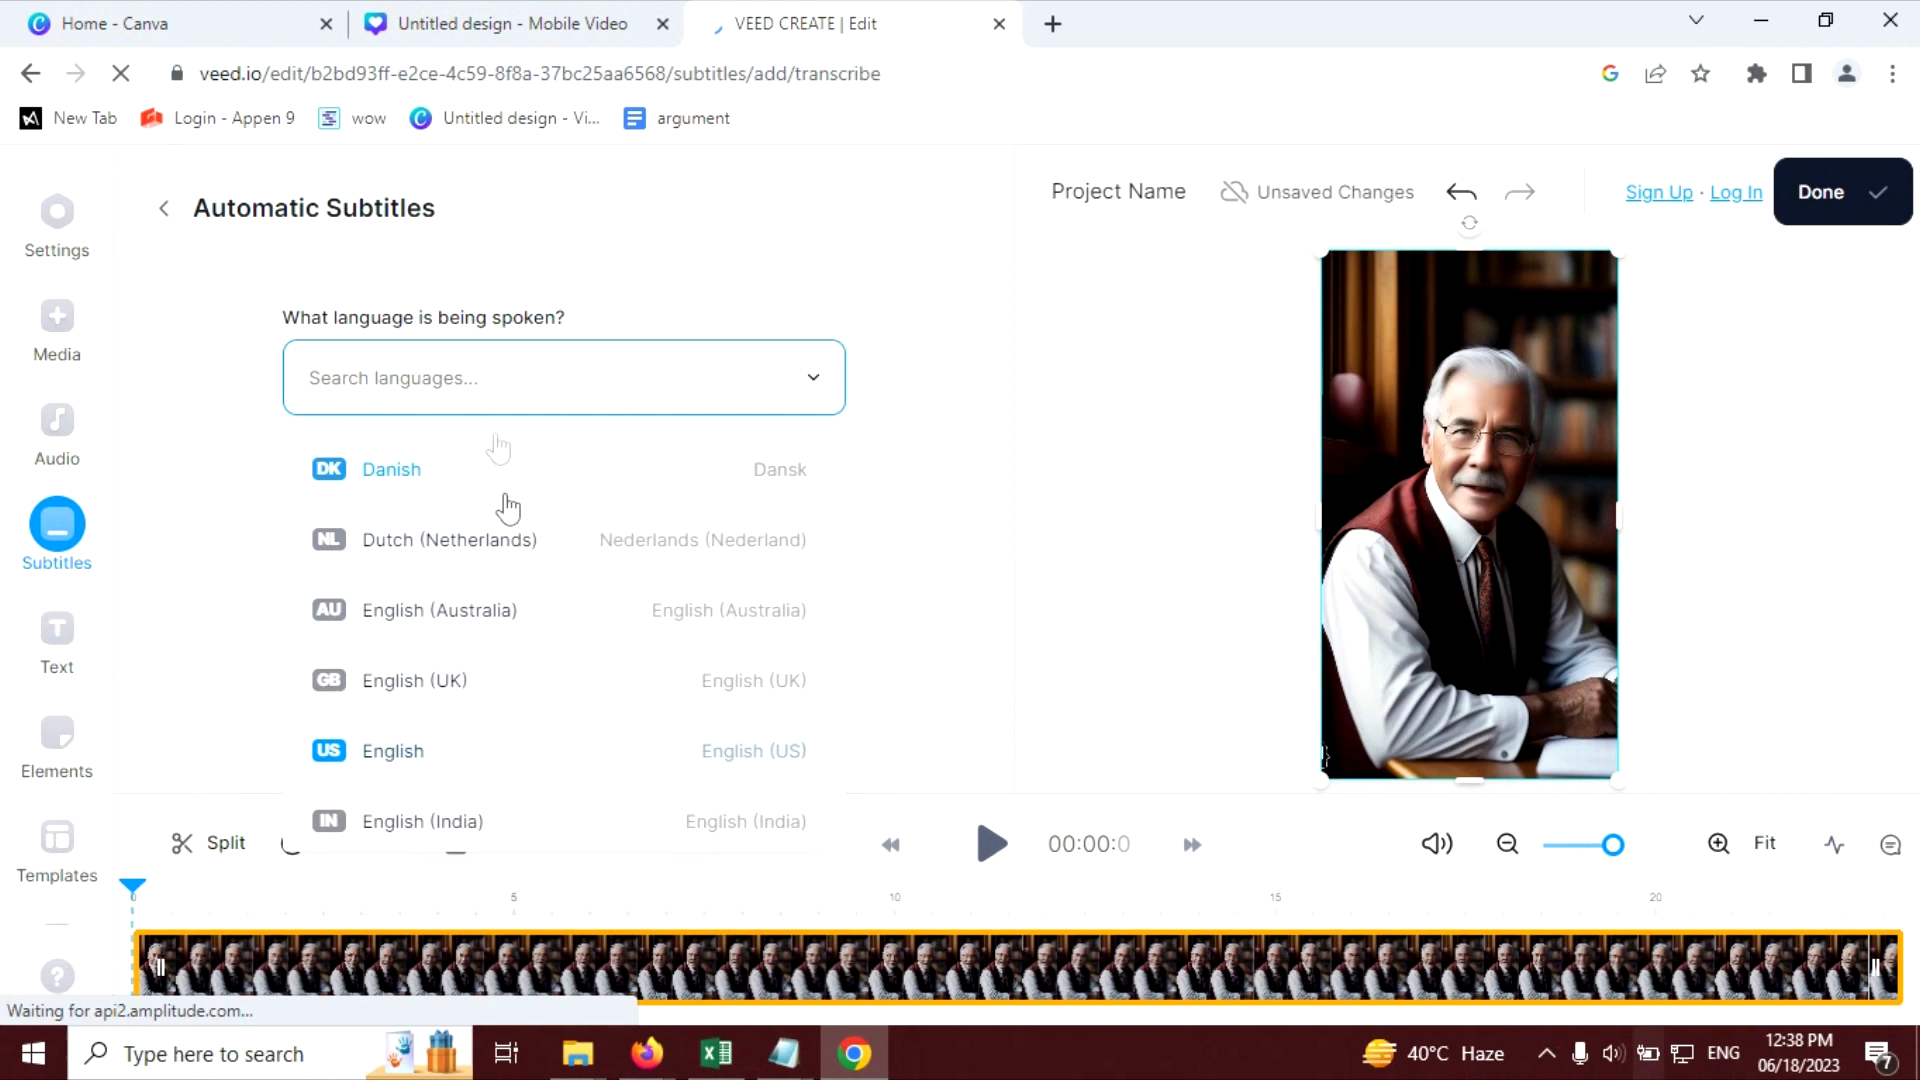 Home - Canva
Untitled design - Mobile Video
VEED CREATE | Edit
veed.io/edit/b2bd93ff-e2ce-4c59-8f8a-37bc25aa6568/subtitles/add/transcribe
New Tab
Login - Appen 9
wow
Untitled design - Vi...
argument
Settings
Media
Audio
Subtitles
Text
Elements
Templates
Automatic Subtitles
Project Name
Unsaved Changes
Sign Up · Log In
Done
What language is being spoken?
Search languages...
DK Danish Dansk
NL Dutch (Netherlands) Nederlands (Nederland)
AU English (Australia) English (Australia)
GB English (UK) English (UK)
US English English (US)
IN English (India) English (India)
Split
00:00:0
Fit
0 5 10 15 20
Waiting for api2.amplitude.com...
Type here to search
40°C Haze
ENG
12:38 PM
06/18/2023
7